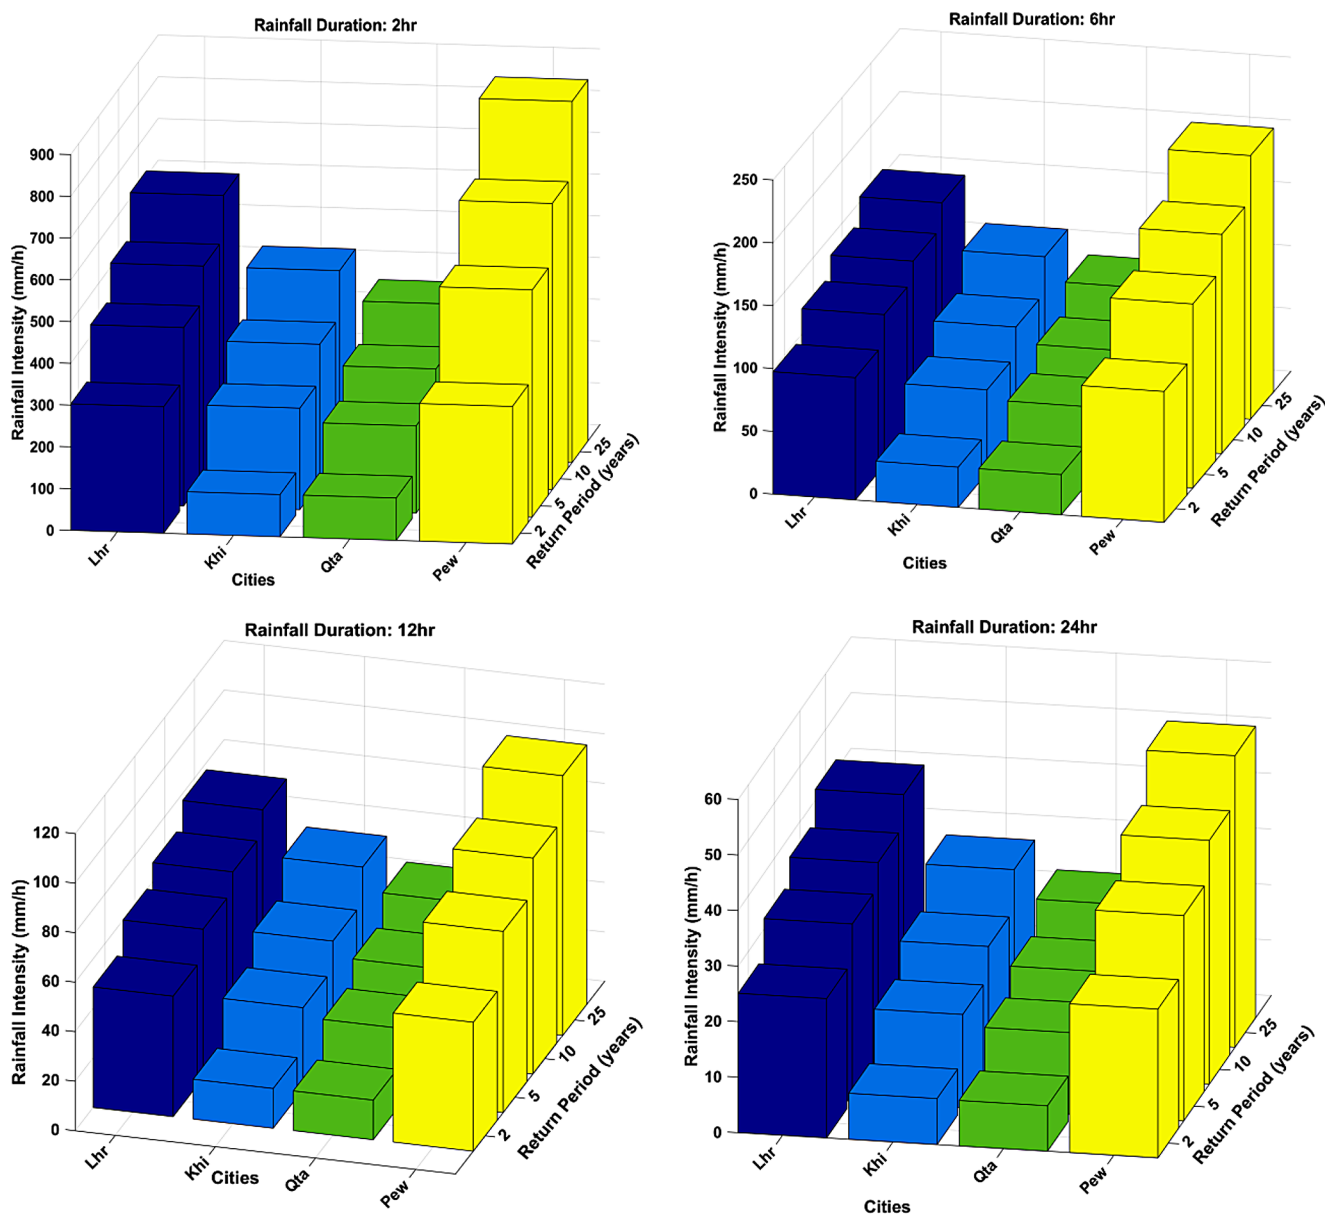 Rainfall Duration: 2hr
Rainfall Intensity (mm/h)
900
800
700
600
500
400
300
200
100
0
Lhr
Khi
Qta
Pew
Cities
2
5
10
25
Return Period (years)
Rainfall Duration: 6hr
Rainfall Intensity (mm/h)
250
200
150
100
50
0
Lhr
Khi
Qta
Pew
Cities
2
5
10
25
Return Period (years)
Rainfall Duration: 12hr
Rainfall Intensity (mm/h)
120
100
80
60
40
20
0
Lhr
Khi
Qta
Pew
Cities
2
5
10
25
Return Period (years)
Rainfall Duration: 24hr
Rainfall Intensity (mm/h)
60
50
40
30
20
10
0
Lhr
Khi
Qta
Pew
Cities
2
5
10
25
Return Period (years)